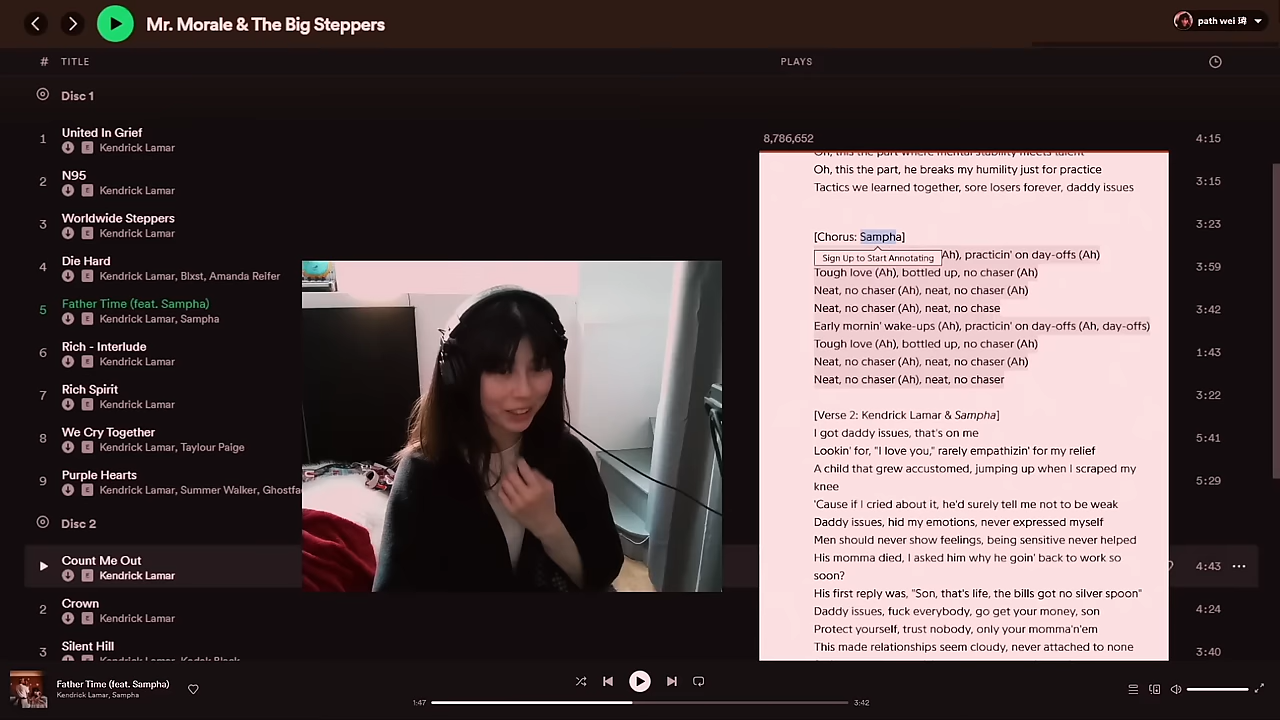 Mr. Morale & The Big Steppers
path wei 瑋
# TITLE PLAYS
Disc 1
1 United In Grief 8,786,652 4:15
E Kendrick Lamar
2 N95 3:15
E Kendrick Lamar
3 Worldwide Steppers 3:23
E Kendrick Lamar
4 Die Hard 3:59
E Kendrick Lamar, Blxst, Amanda Reifer
5 Father Time (feat. Sampha) 3:42
E Kendrick Lamar, Sampha
6 Rich - Interlude 1:43
E Kendrick Lamar
7 Rich Spirit 3:22
E Kendrick Lamar
8 We Cry Together 5:41
E Kendrick Lamar, Taylour Paige
9 Purple Hearts 5:29
E Kendrick Lamar, Summer Walker, Ghostfa
Disc 2
Count Me Out 4:43
E Kendrick Lamar
2 Crown 4:24
E Kendrick Lamar
3 Silent Hill 3:40
Kendrick Lamar, Kodak Black
Oh, this the part where mental stability meets talent
Oh, this the part, he breaks my humility just for practice
Tactics we learned together, sore losers forever, daddy issues
[Chorus: Sampha]
Sign Up to Start Annotating
Ah), practicin' on day-offs (Ah)
Tough love (Ah), bottled up, no chaser (Ah)
Neat, no chaser (Ah), neat, no chaser (Ah)
Neat, no chaser (Ah), neat, no chase
Early mornin' wake-ups (Ah), practicin' on day-offs (Ah, day-offs)
Tough love (Ah), bottled up, no chaser (Ah)
Neat, no chaser (Ah), neat, no chaser (Ah)
Neat, no chaser (Ah), neat, no chaser
[Verse 2: Kendrick Lamar & Sampha]
I got daddy issues, that's on me
Lookin' for, "I love you," rarely empathizin' for my relief
A child that grew accustomed, jumping up when I scraped my
knee
'Cause if I cried about it, he'd surely tell me not to be weak
Daddy issues, hid my emotions, never expressed myself
Men should never show feelings, being sensitive never helped
His momma died, I asked him why he goin' back to work so
soon?
His first reply was, "Son, that's life, the bills got no silver spoon"
Daddy issues, fuck everybody, go get your money, son
Protect yourself, trust nobody, only your momma'n'em
This made relationships seem cloudy, never attached to none
Father Time (feat. Sampha)
Kendrick Lamar, Sampha
1:47 3:42